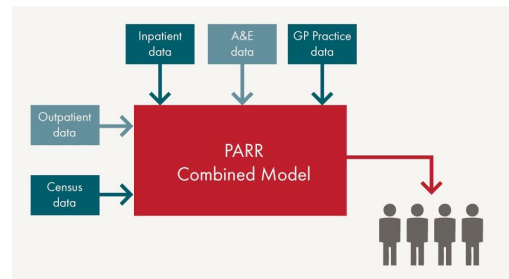 Inpatient
data
A&E
data
GP Practice
data
Outpatient
data
Census
data
PARR
Combined Model